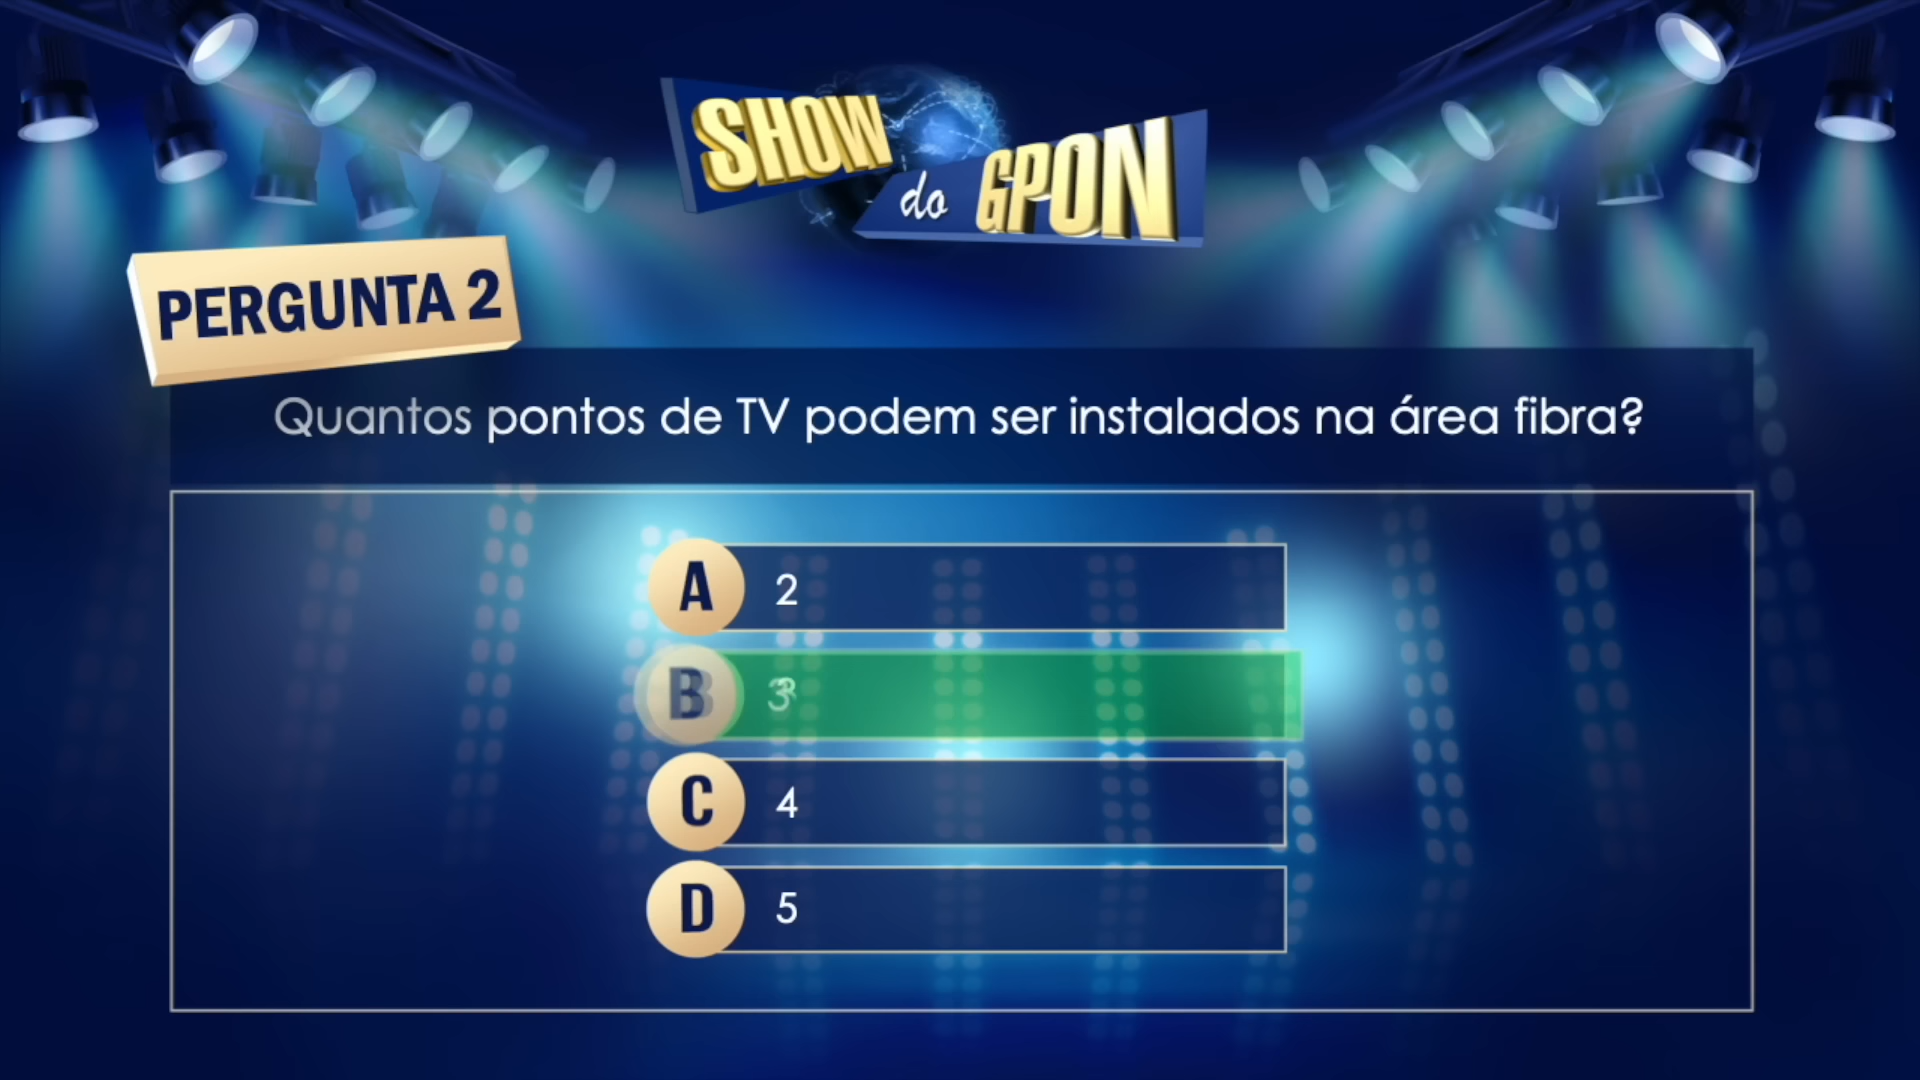 SHOW
do GPON
PERGUNTA 2
Quantos pontos de TV podem ser instalados na área fibra?
A 2
B 3
C 4
D 5